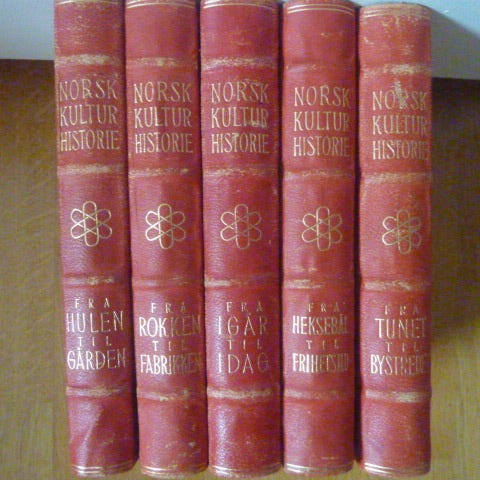 NORSK
KULTUR
HISTORIE
FRA
HULEN
TIL
GÅRDEN
NORSK
KULTUR
HISTORIE
FRA
ROKKEN
TIL
FABRIKKEN
NORSK
KULTUR
HISTORIE
FRA
IGÅR
TIL
IDAG
NORSK
KULTUR
HISTORIE
FRA
HEKSEBÅL
TIL
FRIHETSTID
NORSK
KULTUR
HISTORIE
FRA
TUNET
TIL
BYSTREDE